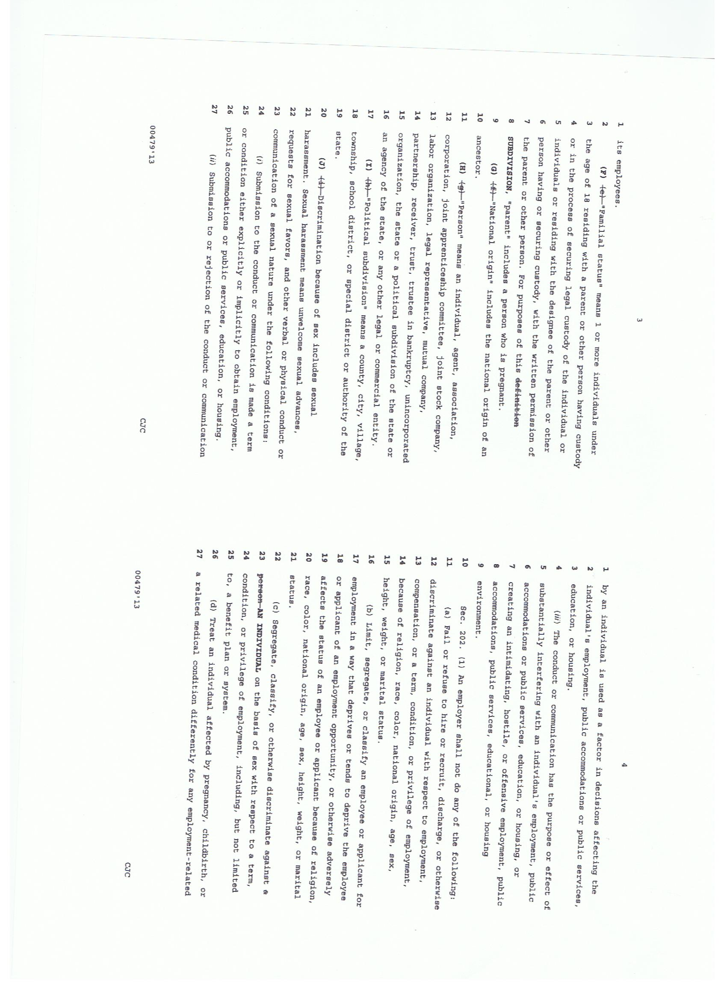 3
1 its employees.
2 (F) (e) "Familial status" means 1 or more individuals under
3 the age of 18 residing with a parent or other person having custody
4 or in the process of securing legal custody of the individual or
5 individuals or residing with the designee of the parent or other
6 person having or securing custody, with the written permission of
7 the parent or other person. For purposes of this definition
8 SUBDIVISION, "parent" includes a person who is pregnant.
9 (G) (f) "National origin" includes the national origin of an
10 ancestor.
11 (H) (g) "Person" means an individual, agent, association,
12 corporation, joint apprenticeship committee, joint stock company,
13 labor organization, legal representative, mutual company,
14 partnership, receiver, trust, trustee in bankruptcy, unincorporated
15 organization, the state or a political subdivision of the state or
16 an agency of the state, or any other legal or commercial entity.
17 (I) (h) "Political subdivision" means a county, city, village,
18 township, school district, or special district or authority of the
19 state.
20 (J) (i) Discrimination because of sex includes sexual
21 harassment. Sexual harassment means unwelcome sexual advances,
22 requests for sexual favors, and other verbal or physical conduct or
23 communication of a sexual nature under the following conditions:
24 (i) Submission to the conduct or communication is made a term
25 or condition either explicitly or implicitly to obtain employment,
26 public accommodations or public services, education, or housing.
27 (ii) Submission to or rejection of the conduct or communication
00479'13 CJC
4
1 by an individual is used as a factor in decisions affecting the
2 individual's employment, public accommodations or public services,
3 education, or housing.
4 (iii) The conduct or communication has the purpose or effect of
5 substantially interfering with an individual's employment, public
6 accommodations or public services, education, or housing, or
7 creating an intimidating, hostile, or offensive employment, public
8 accommodations, public services, educational, or housing
9 environment.
10 Sec. 202. (1) An employer shall not do any of the following:
11 (a) Fail or refuse to hire or recruit, discharge, or otherwise
12 discriminate against an individual with respect to employment,
13 compensation, or a term, condition, or privilege of employment,
14 because of religion, race, color, national origin, age, sex,
15 height, weight, or marital status.
16 (b) Limit, segregate, or classify an employee or applicant for
17 employment in a way that deprives or tends to deprive the employee
18 or applicant of an employment opportunity, or otherwise adversely
19 affects the status of an employee or applicant because of religion,
20 race, color, national origin, age, sex, height, weight, or marital
21 status.
22 (c) Segregate, classify, or otherwise discriminate against a
23 person AN INDIVIDUAL on the basis of sex with respect to a term,
24 condition, or privilege of employment, including, but not limited
25 to, a benefit plan or system.
26 (d) Treat an individual affected by pregnancy, childbirth, or
27 a related medical condition differently for any employment-related
00479'13 CJC